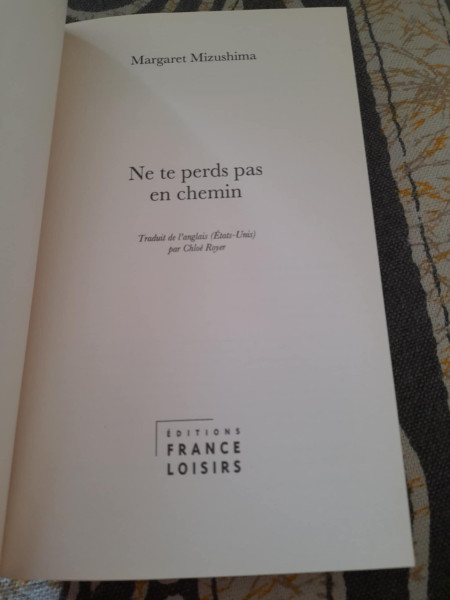 Margaret Mizushima
Ne te perds pas
en chemin
Traduit de l'anglais (États-Unis)
par Chloé Royer
ÉDITIONS
FRANCE
LOISIRS